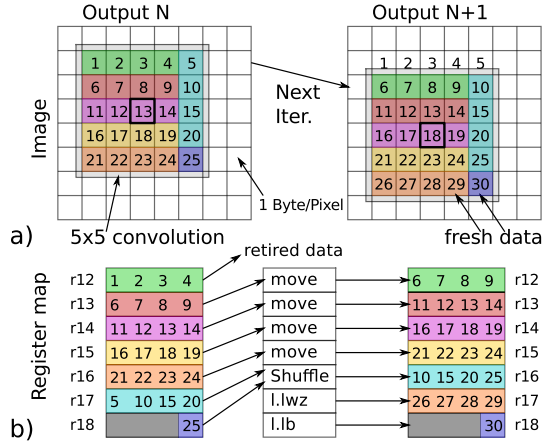 Output N Output N+1
Image
1 2 3 4 5
6 7 8 9 10
11 12 13 14 15
16 17 18 19 20
21 22 23 24 25
Next
Iter.
1 2 3 4 5
6 7 8 9 10
11 12 13 14 15
16 17 18 19 20
21 22 23 24 25
26 27 28 29 30
1 Byte/Pixel
a) 5x5 convolution fresh data
retired data
Register map
r12 1 2 3 4 move 6 7 8 9 r12
r13 6 7 8 9 move 11 12 13 14 r13
r14 11 12 13 14 move 16 17 18 19 r14
r15 16 17 18 19 move 21 22 23 24 r15
r16 21 22 23 24 Shuffle 10 15 20 25 r16
r17 5 10 15 20 l.lwz 26 27 28 29 r17
b) r18 25 l.lb 30 r18